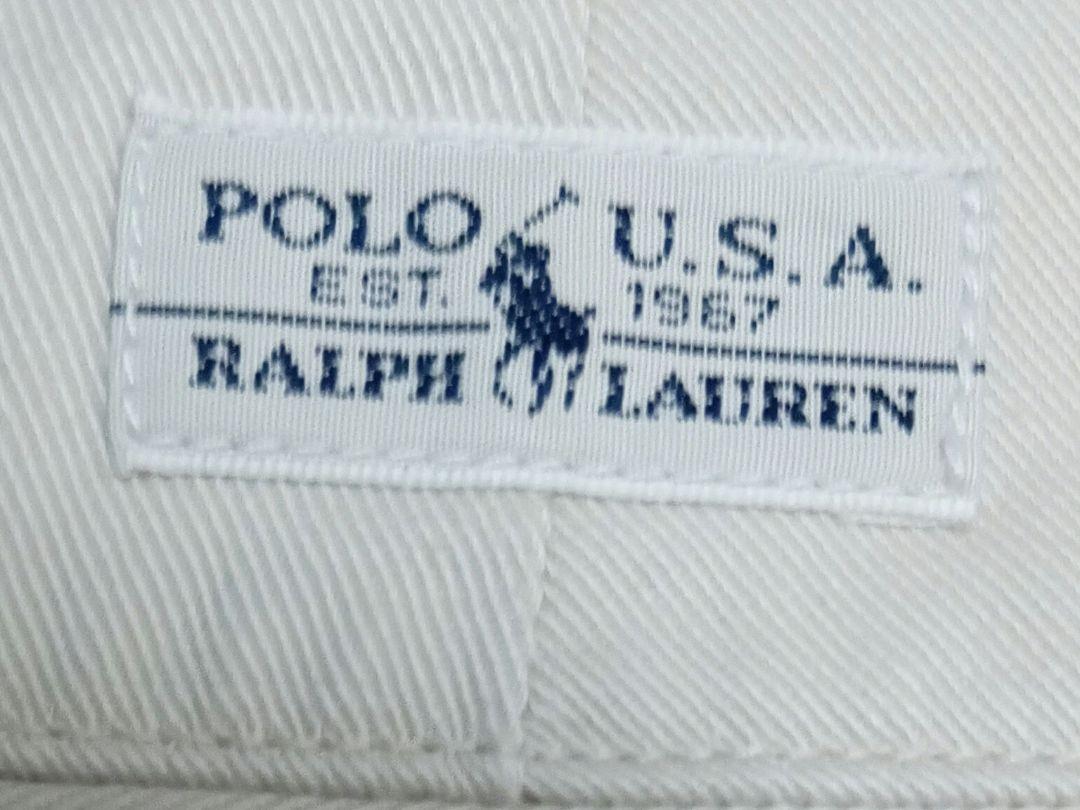 POLO U.S.A.
EST. 1967
RALPH LAUREN